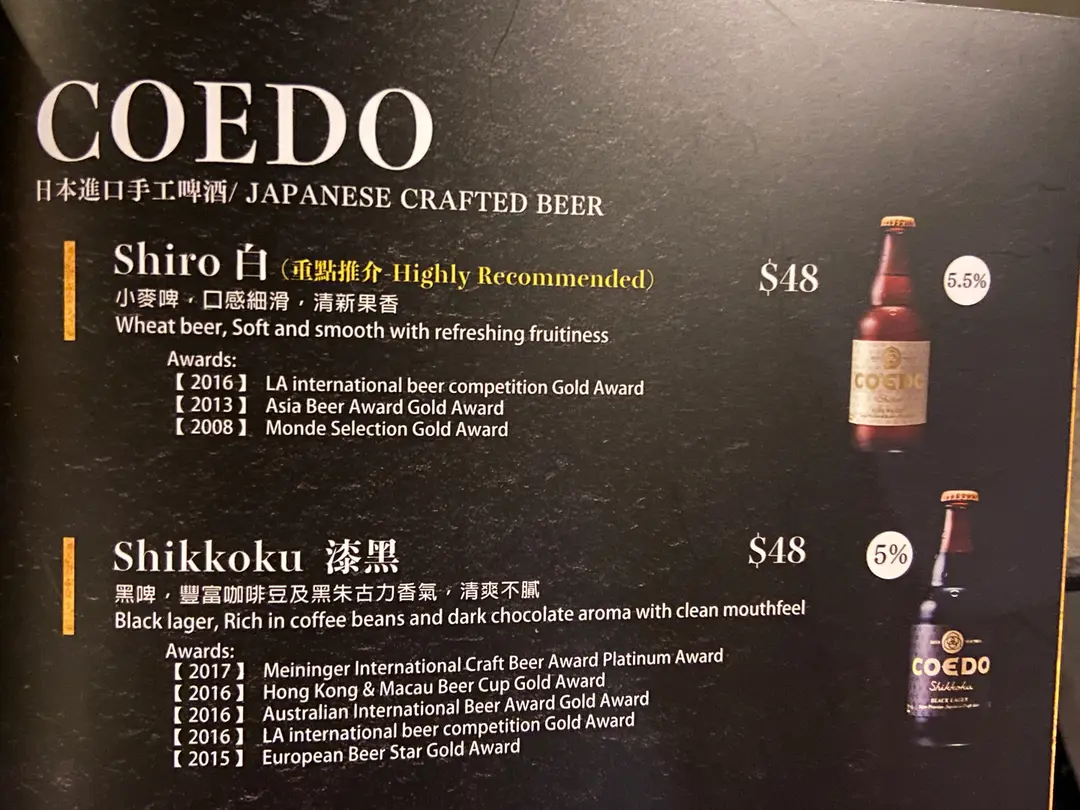 COEDO
日本進口手工啤酒/ JAPANESE CRAFTED BEER
Shiro 白 (重點推介-Highly Recommended) $48 5.5%
小麥啤，口感細滑，清新果香
Wheat beer, Soft and smooth with refreshing fruitiness
Awards:
【 2016 】 LA international beer competition Gold Award
【 2013 】 Asia Beer Award Gold Award
【 2008 】 Monde Selection Gold Award
COEDO
Shiro
Shikkoku 漆黑 $48 5%
黑啤，豐富咖啡豆及黑朱古力香氣，清爽不膩
Black lager, Rich in coffee beans and dark chocolate aroma with clean mouthfeel
Awards:
【 2017 】 Meininger International Craft Beer Award Platinum Award
【 2016 】 Hong Kong & Macau Beer Cup Gold Award
【 2016 】 Australian International Beer Award Gold Award
【 2016 】 LA international beer competition Gold Award
【 2015 】 European Beer Star Gold Award
COEDO
Shikkoku
BLACK LAGER